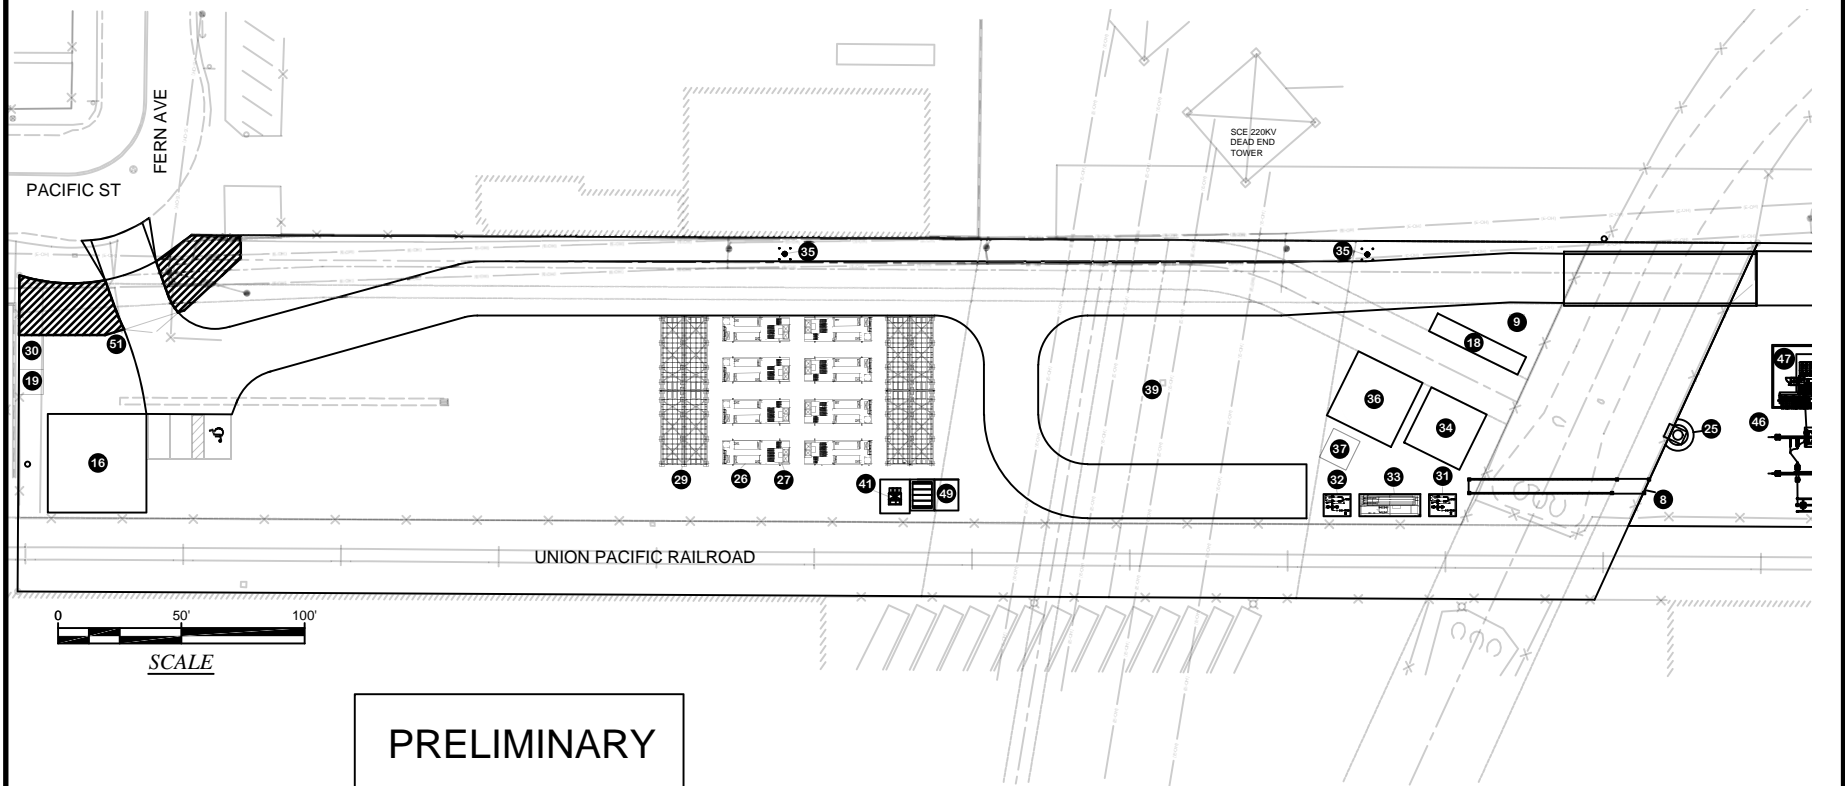 FERN AVE
PACIFIC ST
SCE 220KV
DEAD END
TOWER
35
35
9
18
51
30
19
47
39
36
34
46
25
16
37
29
26
27
41
49
32
33
31
8
UNION PACIFIC RAILROAD
0 50' 100'
SCALE
PRELIMINARY